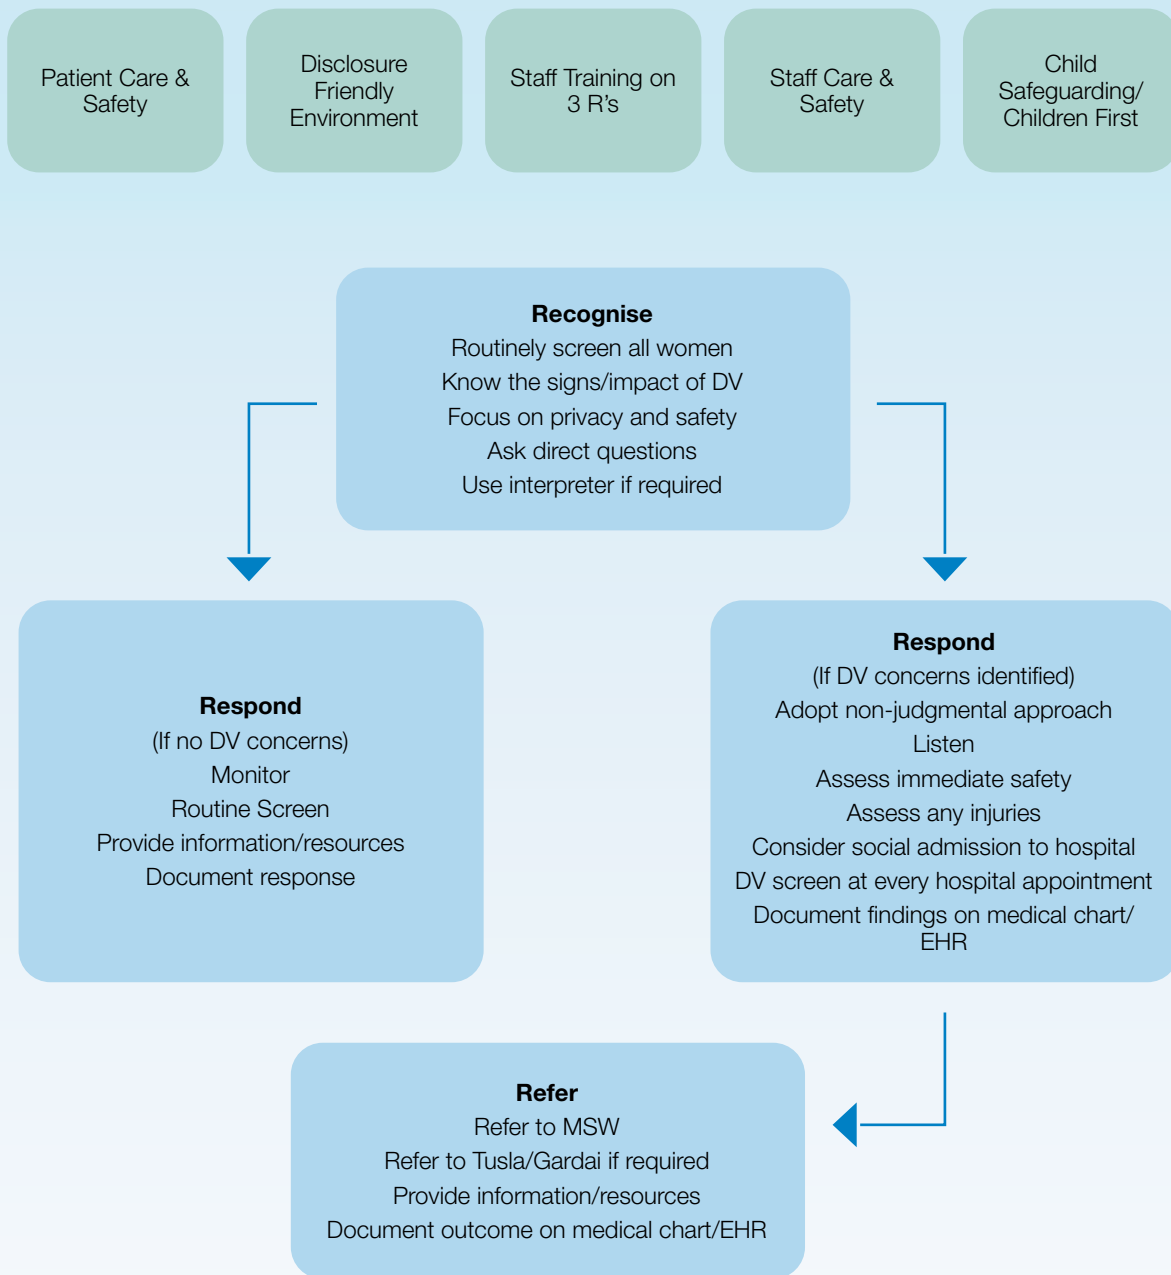 Patient Care &
Safety
Disclosure
Friendly
Environment
Staff Training on
3 R's
Staff Care &
Safety
Child
Safeguarding/
Children First
Recognise
Routinely screen all women
Know the signs/impact of DV
Focus on privacy and safety
Ask direct questions
Use interpreter if required
Respond
(If no DV concerns)
Monitor
Routine Screen
Provide information/resources
Document response
Respond
(If DV concerns identified)
Adopt non-judgmental approach
Listen
Assess immediate safety
Assess any injuries
Consider social admission to hospital
DV screen at every hospital appointment
Document findings on medical chart/
EHR
Refer
Refer to MSW
Refer to Tusla/Gardai if required
Provide information/resources
Document outcome on medical chart/EHR